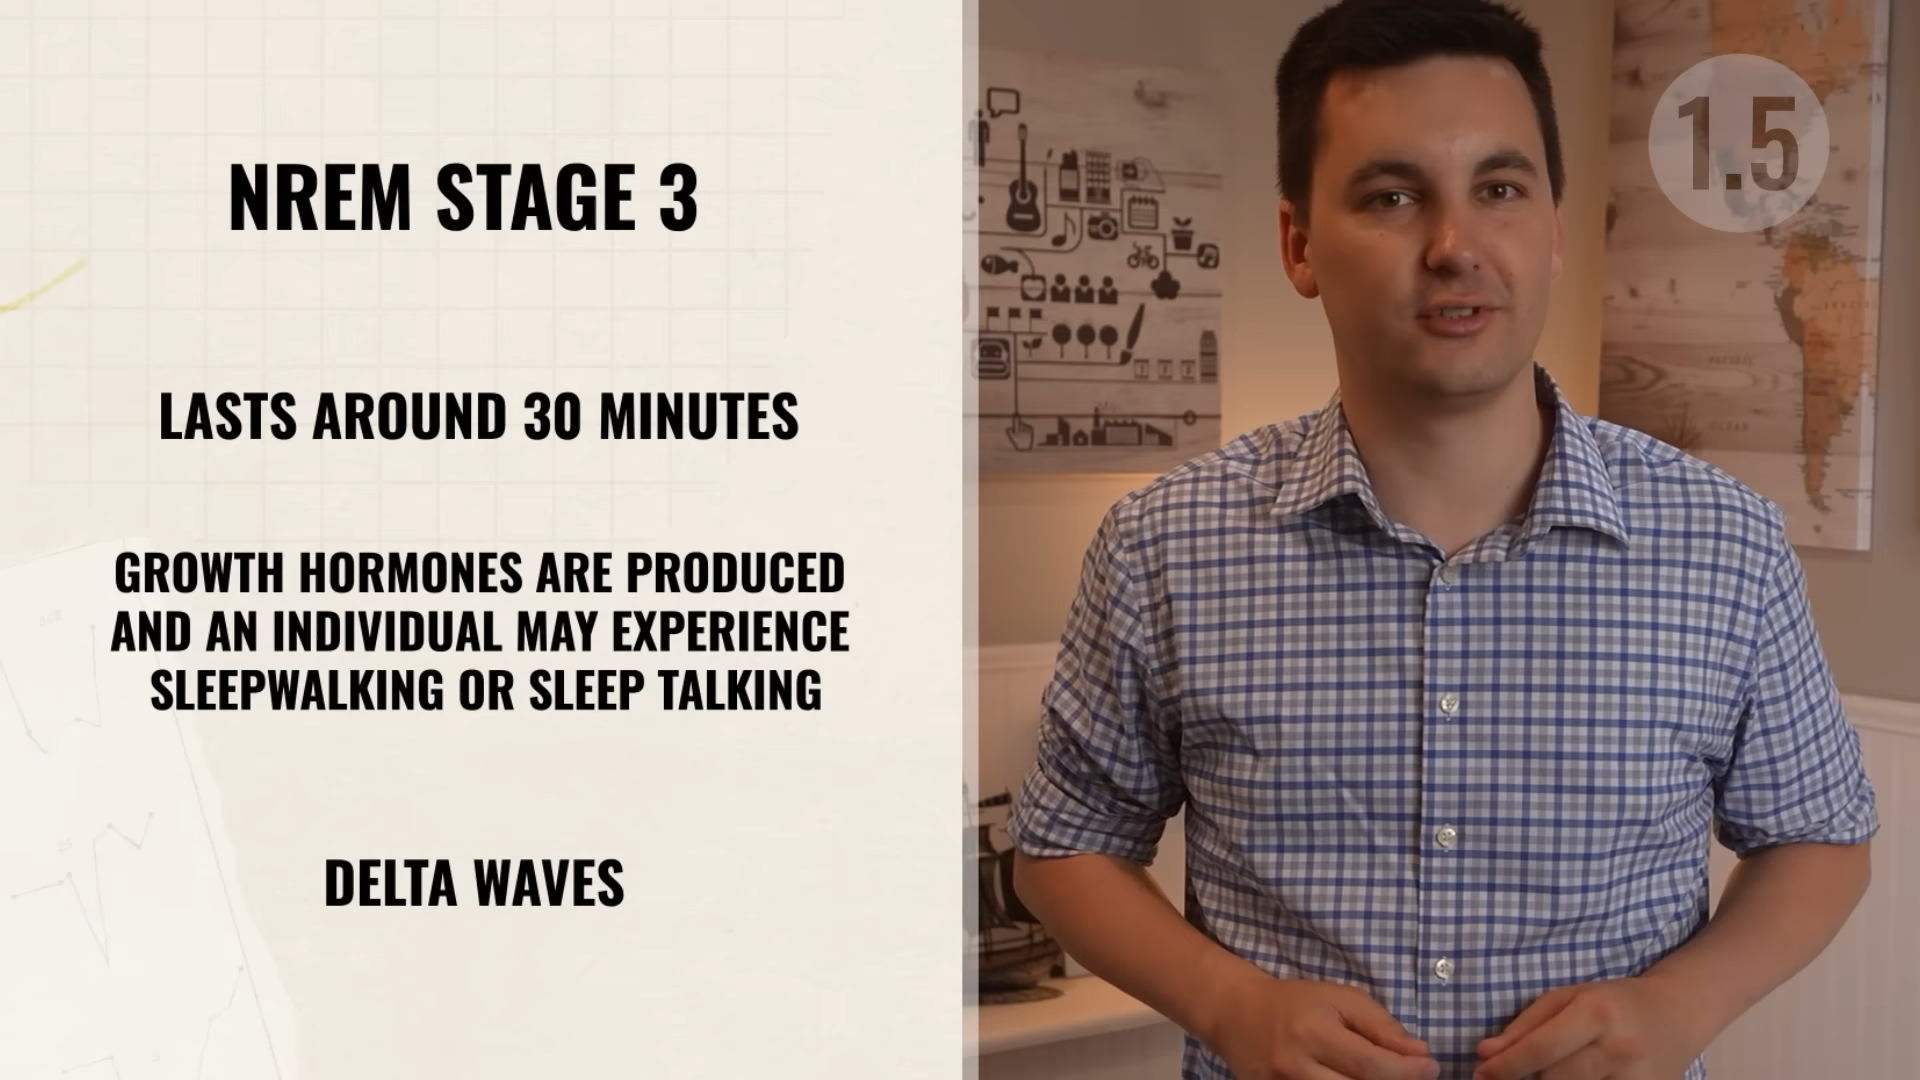 NREM STAGE 3
LASTS AROUND 30 MINUTES
GROWTH HORMONES ARE PRODUCED
AND AN INDIVIDUAL MAY EXPERIENCE
SLEEPWALKING OR SLEEP TALKING
DELTA WAVES
1.5